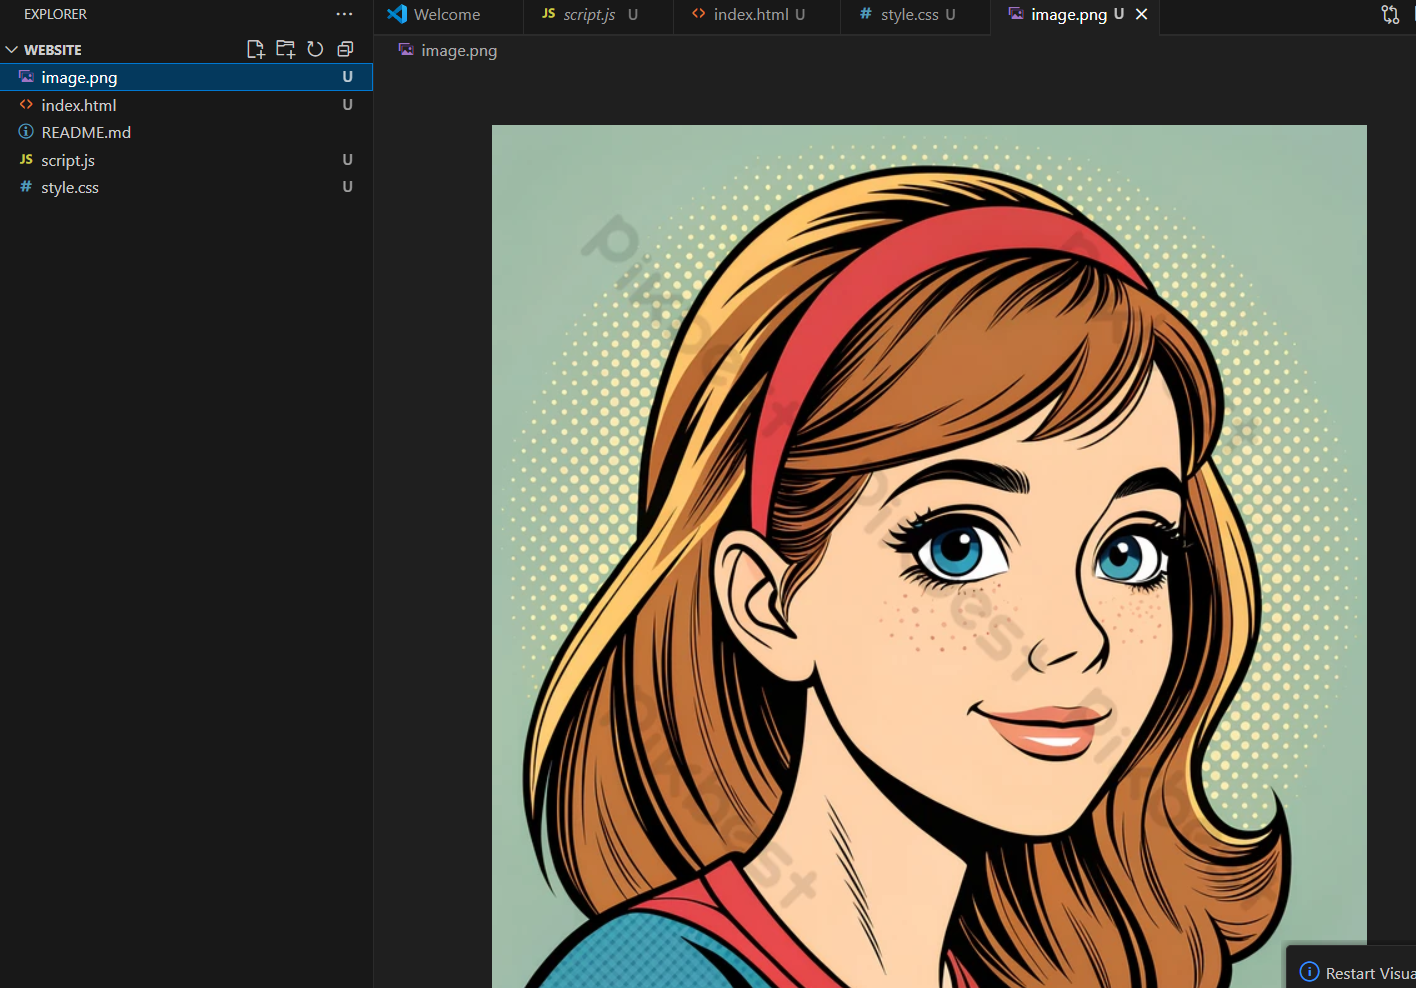 EXPLORER
Welcome
JS script.js U
index.html U
# style.css U
image.png U
WEBSITE
image.png
image.png U
index.html U
README.md
JS script.js U
# style.css U
pikbest
pikbest
pikbest
Restart Visua